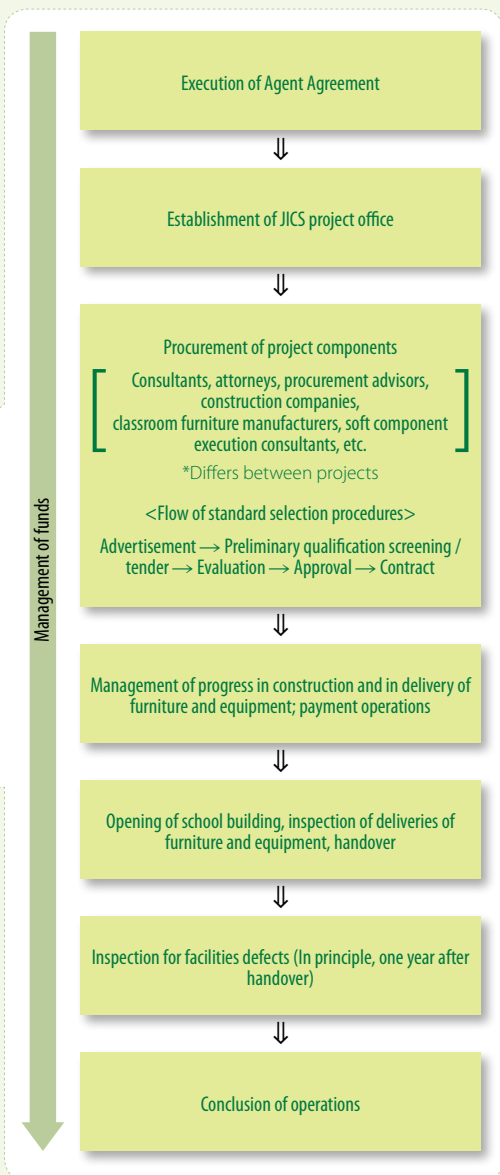 Execution of Agent Agreement
⇓
Establishment of JICS project office
⇓
Procurement of project components
[Consultants, attorneys, procurement advisors,
construction companies,
classroom furniture manufacturers, soft component
execution consultants, etc.]
*Differs between projects
<Flow of standard selection procedures>
Advertisement → Preliminary qualification screening /
tender → Evaluation → Approval → Contract
⇓
Management of progress in construction and in delivery of
furniture and equipment; payment operations
⇓
Opening of school building, inspection of deliveries of
furniture and equipment, handover
⇓
Inspection for facilities defects (In principle, one year after
handover)
⇓
Conclusion of operations
Management of funds